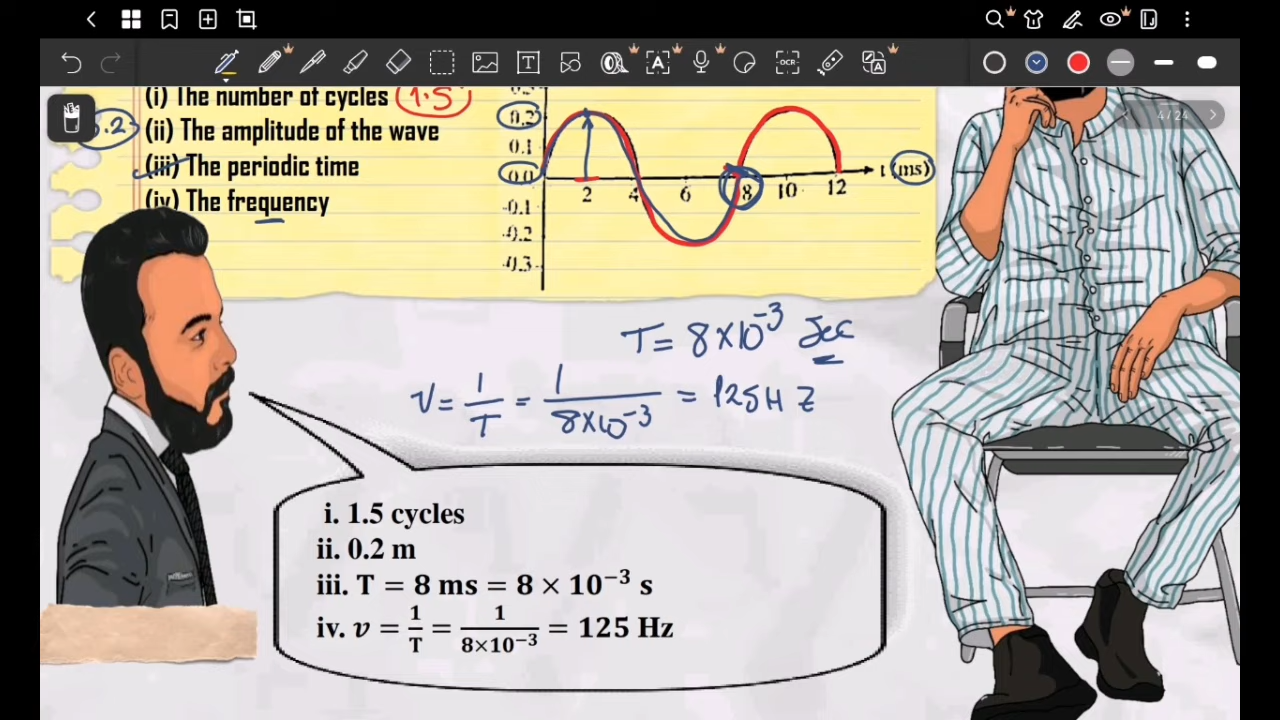 OCR
4/24
(i) The number of cycles 1.5
(ii) The amplitude of the wave
(iii) The periodic time
(iv) The frequency
0.2
0.1
0.0
-0.1
-0.2
-0.3
2 4 6 8 10 12
t (ms)
T = 8×10⁻³ Sec
ν = 1/T = 1/(8×10⁻³) = 125 HZ
i. 1.5 cycles
ii. 0.2 m
iii. T = 8 ms = 8 × 10⁻³ s
iv. ν = 1/T = 1/(8×10⁻³) = 125 Hz